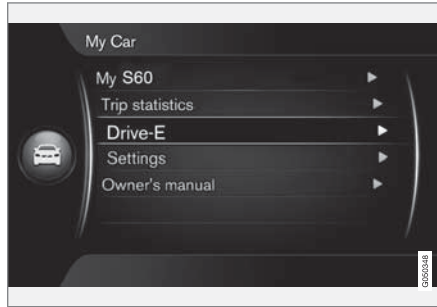 My Car
My S60
Trip statistics
Drive-E
Settings
Owner's manual
G050348